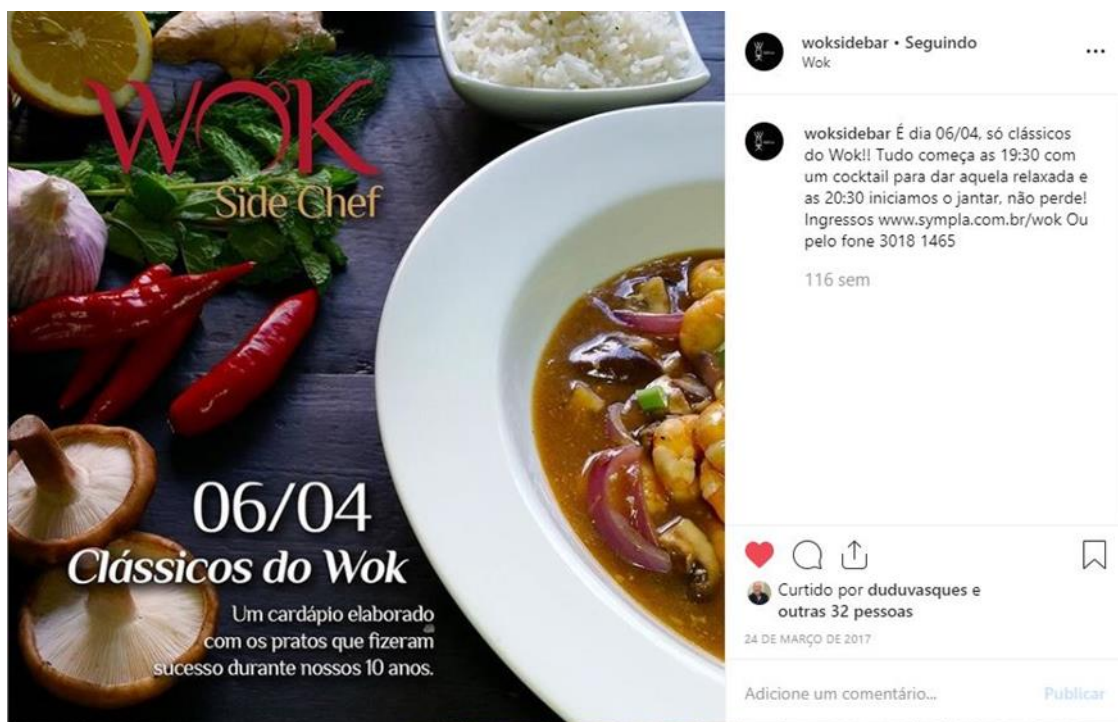 WOK
Side Chef
06/04
Clássicos do Wok
Um cardápio elaborado
com os pratos que fizeram
sucesso durante nossos 10 anos.
woksidebar • Seguindo
Wok
woksidebar É dia 06/04, só clássicos
do Wok!! Tudo começa as 19:30 com
um cocktail para dar aquela relaxada e
as 20:30 iniciamos o jantar, não perde!
Ingressos www.sympla.com.br/wok Ou
pelo fone 3018 1465
116 sem
Curtido por duduvasques e
outras 32 pessoas
24 DE MARÇO DE 2017
Adicione um comentário...
Publicar